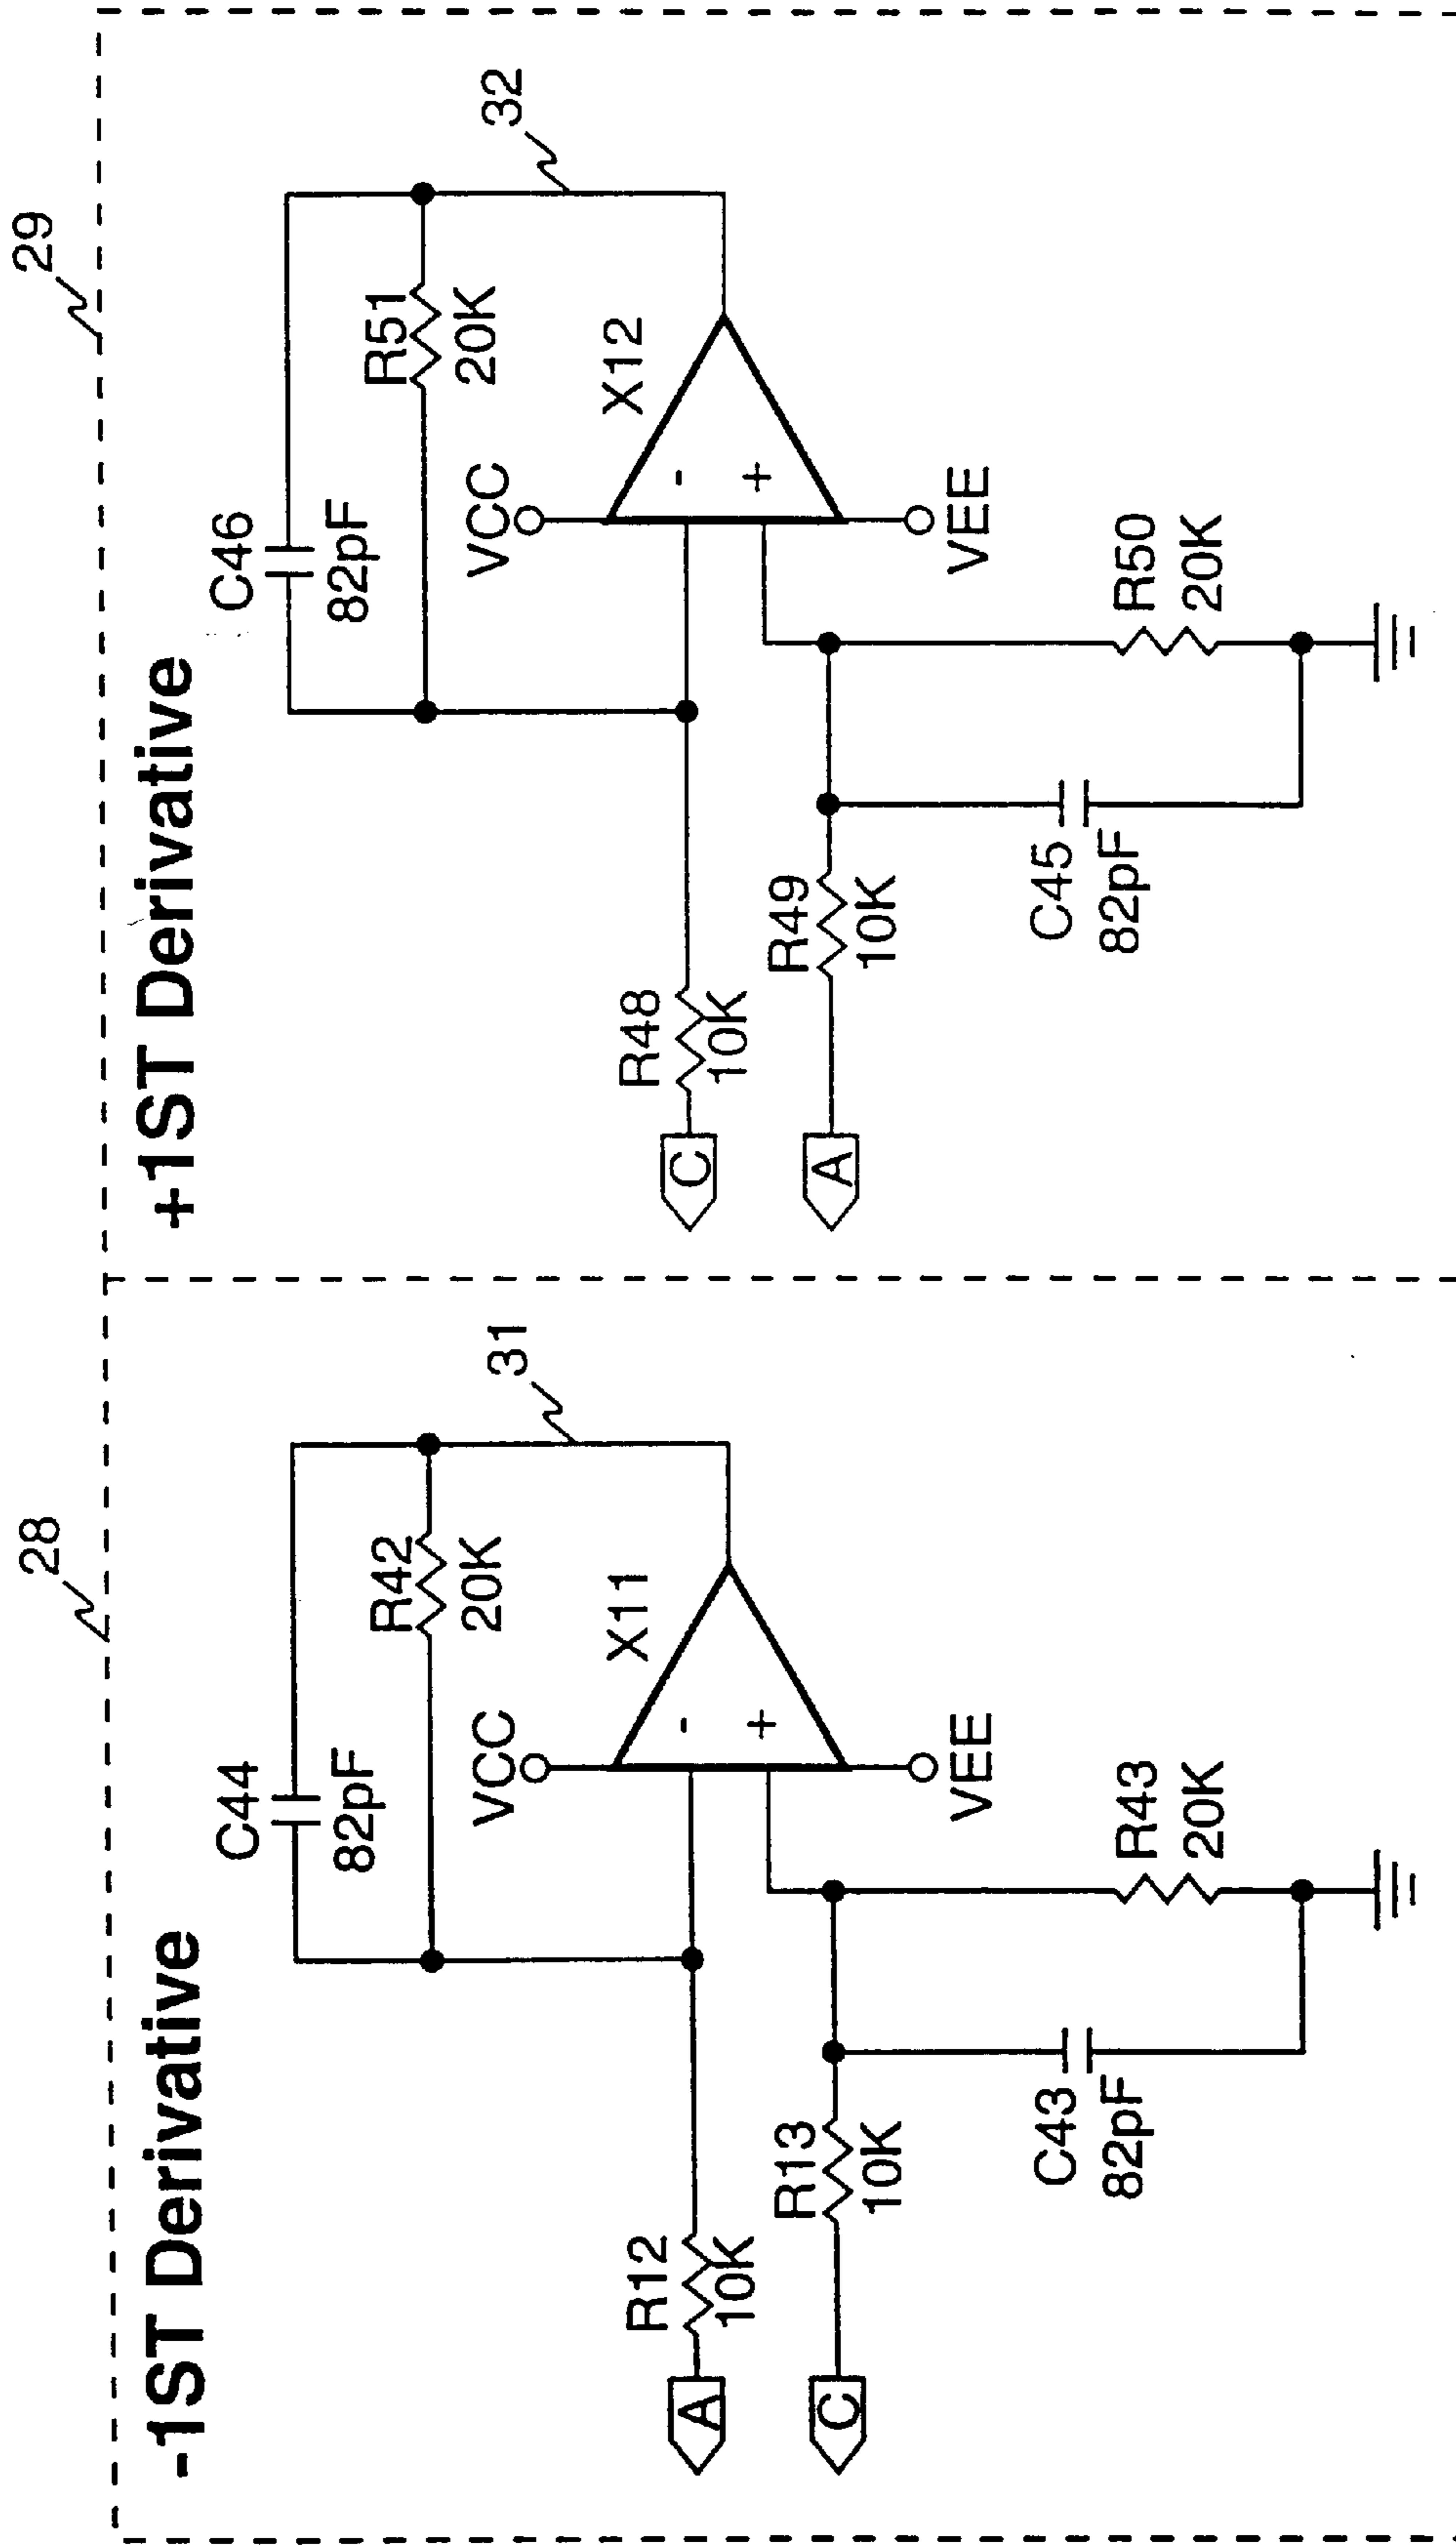 28
-1ST Derivative
C44
82pF
R42
20K
31
VCC
X11
-
+
VEE
A
R12
10K
C
R13
10K
C43
82pF
R43
20K
29
+1ST Derivative
C46
82pF
R51
20K
32
VCC
X12
-
+
VEE
C
R48
10K
A
R49
10K
C45
82pF
R50
20K